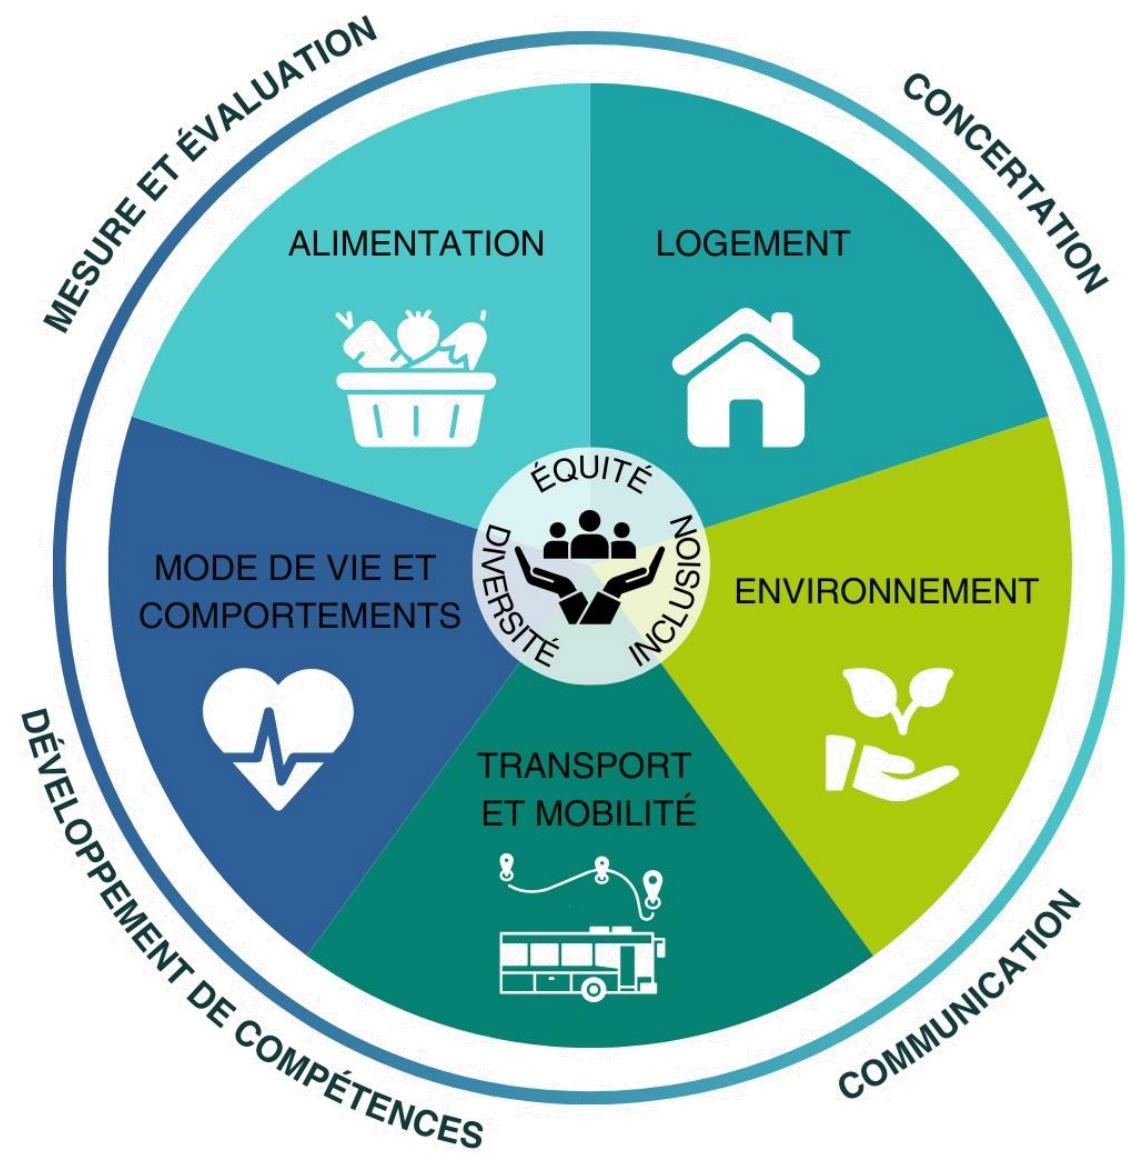 MESURE ET ÉVALUATION
CONCERTATION
ALIMENTATION
LOGEMENT
ÉQUITÉ
DIVERSITÉ
INCLUSION
MODE DE VIE ET
COMPORTEMENTS
ENVIRONNEMENT
TRANSPORT
ET MOBILITÉ
DÉVELOPPEMENT DE COMPÉTENCES
COMMUNICATION